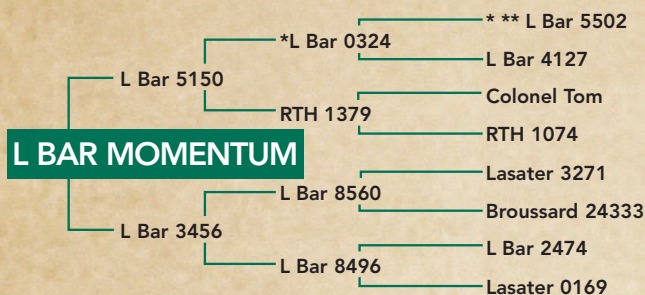 * ** L Bar 5502
*L Bar 0324
L Bar 4127
L Bar 5150
Colonel Tom
RTH 1379
RTH 1074
L BAR MOMENTUM
Lasater 3271
L Bar 8560
Broussard 24333
L Bar 3456
L Bar 2474
L Bar 8496
Lasater 0169